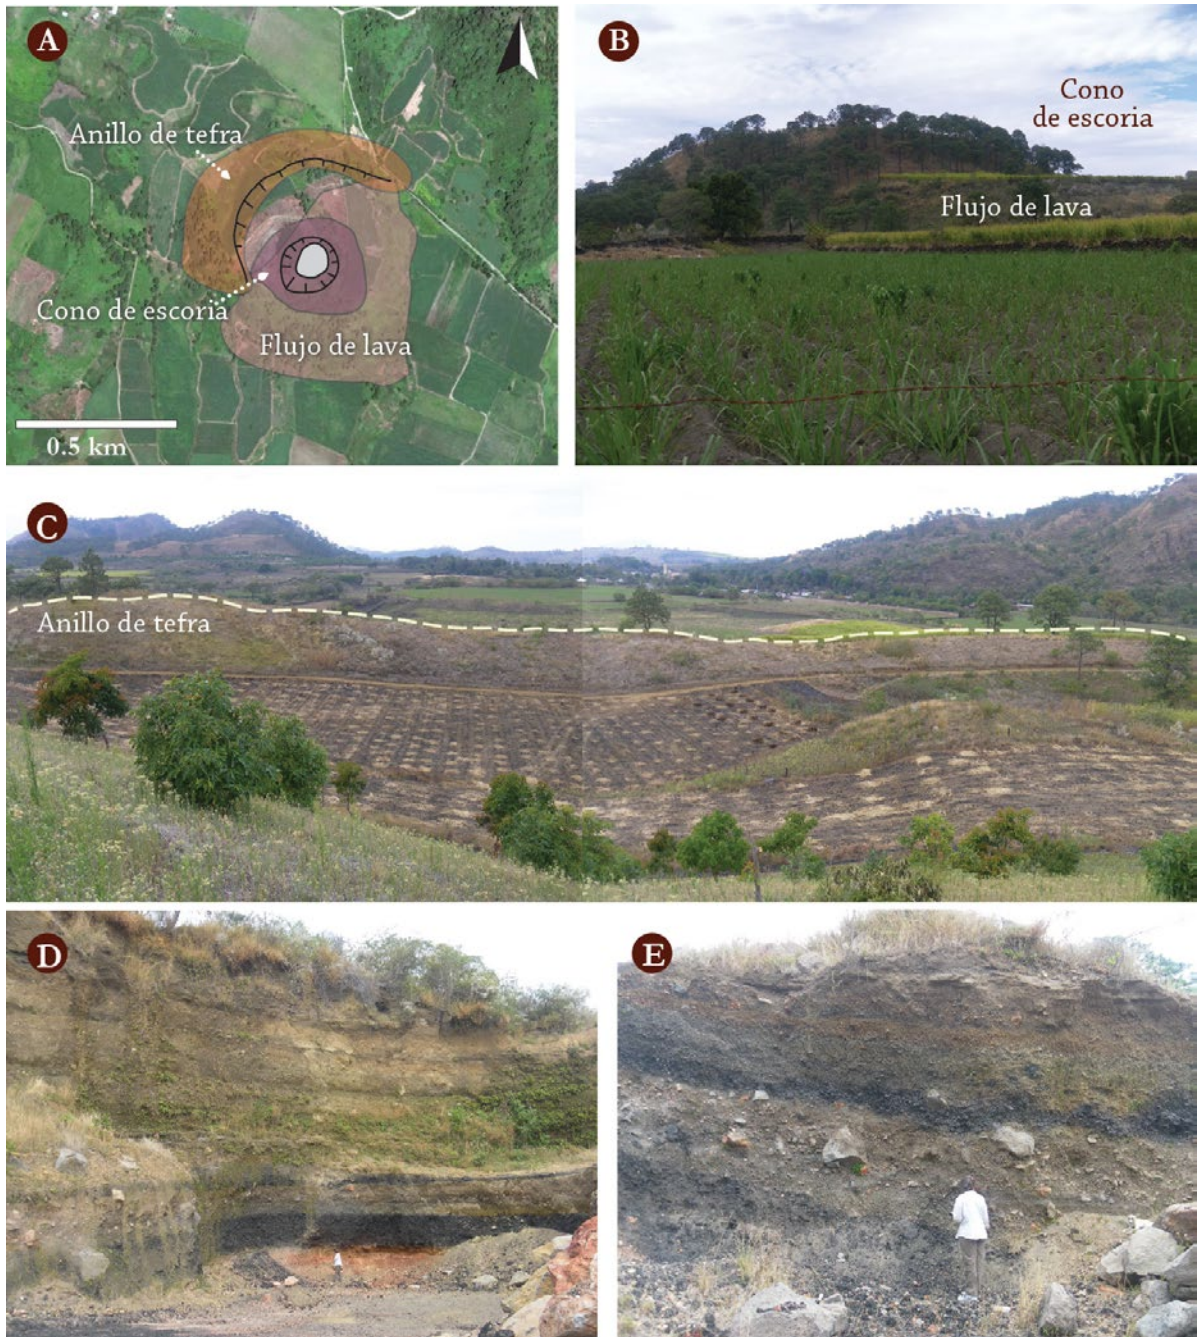 A
Anillo de tefra
Cono de escoria
Flujo de lava
0.5 km
B
Cono
de escoria
Flujo de lava
C
Anillo de tefra
D
E